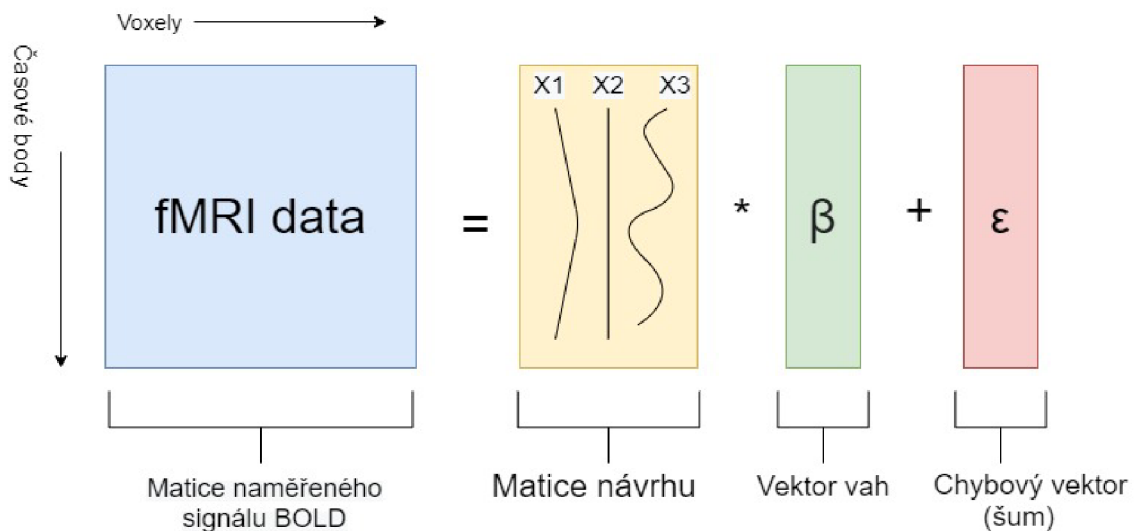 Voxely
Časové body
X1 X2 X3
fMRI data = * β + ε
Matice naměřeného
signálu BOLD
Matice návrhu
Vektor vah
Chybový vektor
(šum)